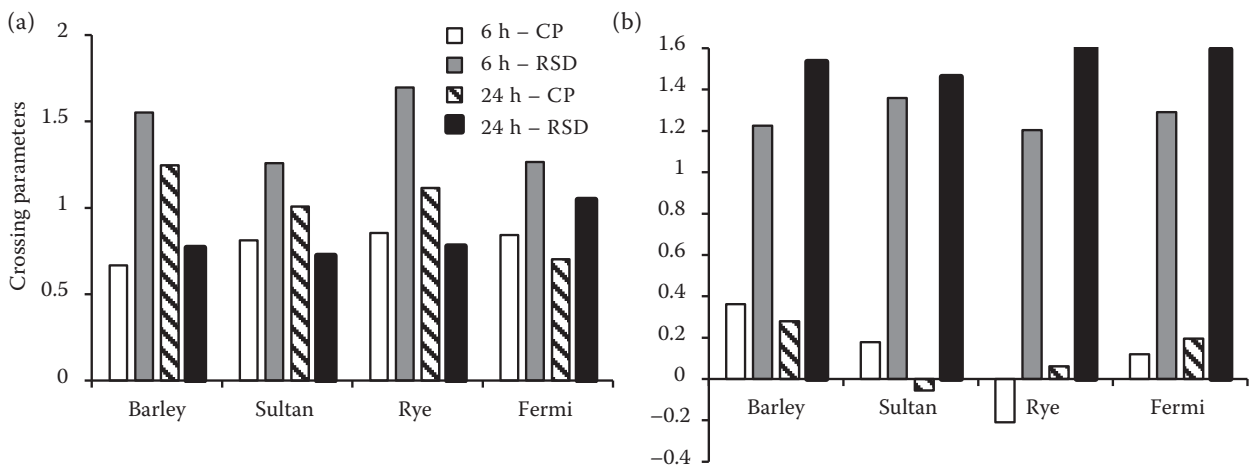 (a)
Crossing parameters
2
1.5
1
0.5
0
6 h – CP
6 h – RSD
24 h – CP
24 h – RSD
Barley Sultan Rye Fermi
(b)
1.6
1.4
1.2
1
0.8
0.6
0.4
0.2
0
–0.2
–0.4
Barley Sultan Rye Fermi